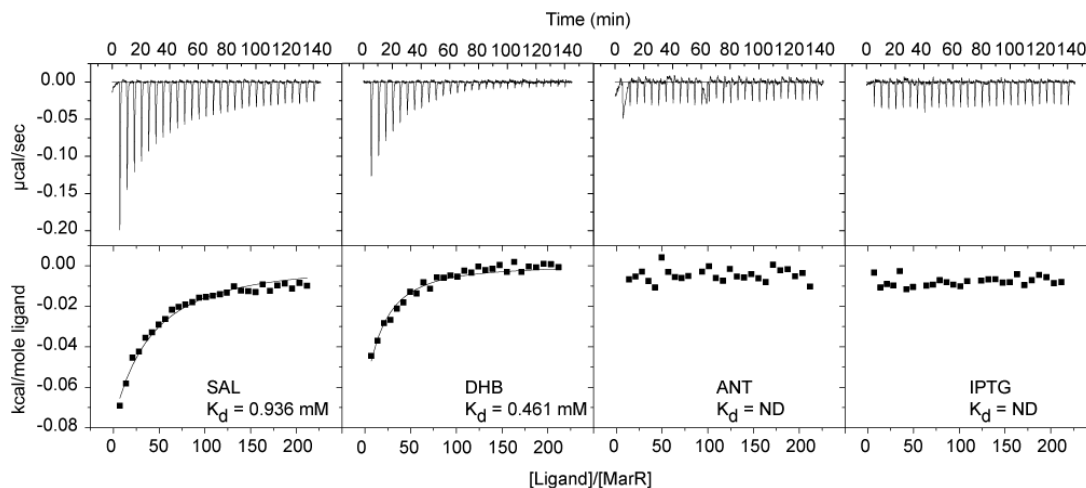 Time (min)
0 20 40 60 80 100 120 140 0 20 40 60 80 100 120 140 0 20 40 60 80 100 120 140 0 20 40 60 80 100 120 140
0.00
-0.05
-0.10
-0.15
-0.20
µcal/sec
0.00
-0.02
-0.04
-0.06
-0.08
kcal/mole ligand
SAL DHB ANT IPTG
Kd = 0.936 mM Kd = 0.461 mM Kd = ND Kd = ND
0 50 100 150 200 0 50 100 150 200 0 50 100 150 200 0 50 100 150 200
[Ligand]/[MarR]